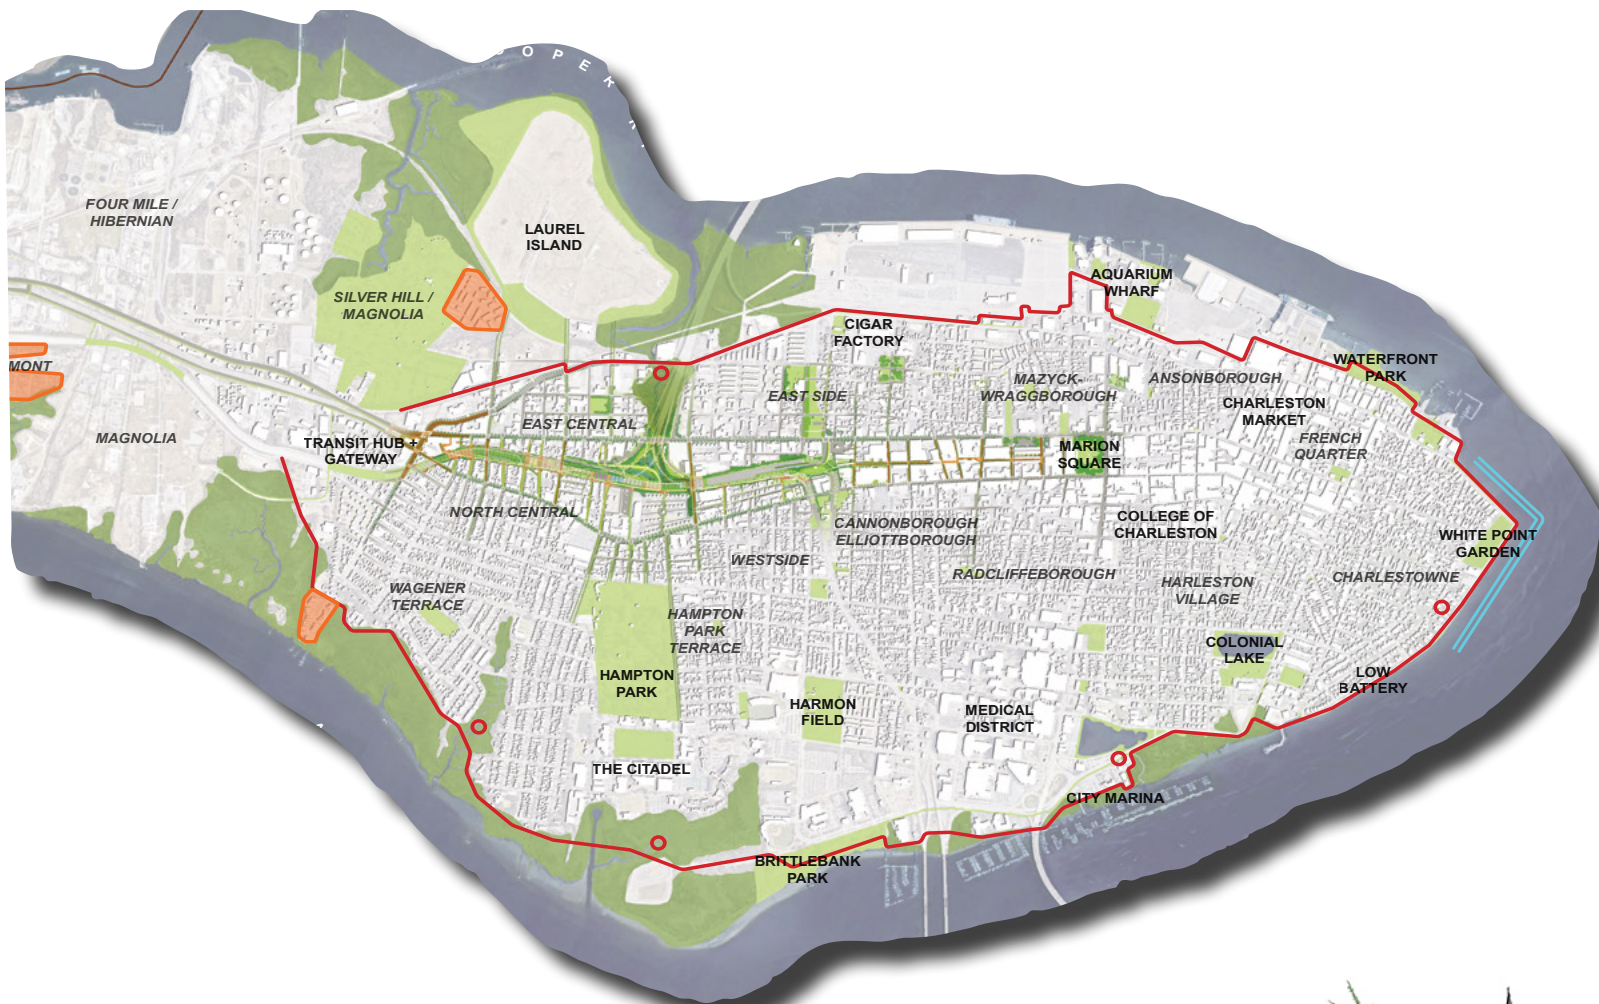 OPER
FOUR MILE /
HIBERNIAN
LAUREL
ISLAND
SILVER HILL /
MAGNOLIA
AQUARIUM
WHARF
CIGAR
FACTORY
MONT
WATERFRONT
PARK
MAZYCK-
WRAGGBOROUGH
ANSONBOROUGH
EAST SIDE
CHARLESTON
MARKET
EAST CENTRAL
MAGNOLIA
TRANSIT HUB +
GATEWAY
MARION
SQUARE
FRENCH
QUARTER
NORTH CENTRAL
CANNONBOROUGH
ELLIOTTBOROUGH
COLLEGE OF
CHARLESTON
WHITE POINT
GARDEN
WESTSIDE
RADCLIFFEBOROUGH
HARLESTON
VILLAGE
CHARLESTOWNE
WAGENER
TERRACE
HAMPTON
PARK
TERRACE
COLONIAL
LAKE
HAMPTON
PARK
LOW
BATTERY
HARMON
FIELD
MEDICAL
DISTRICT
THE CITADEL
CITY MARINA
BRITTLEBANK
PARK